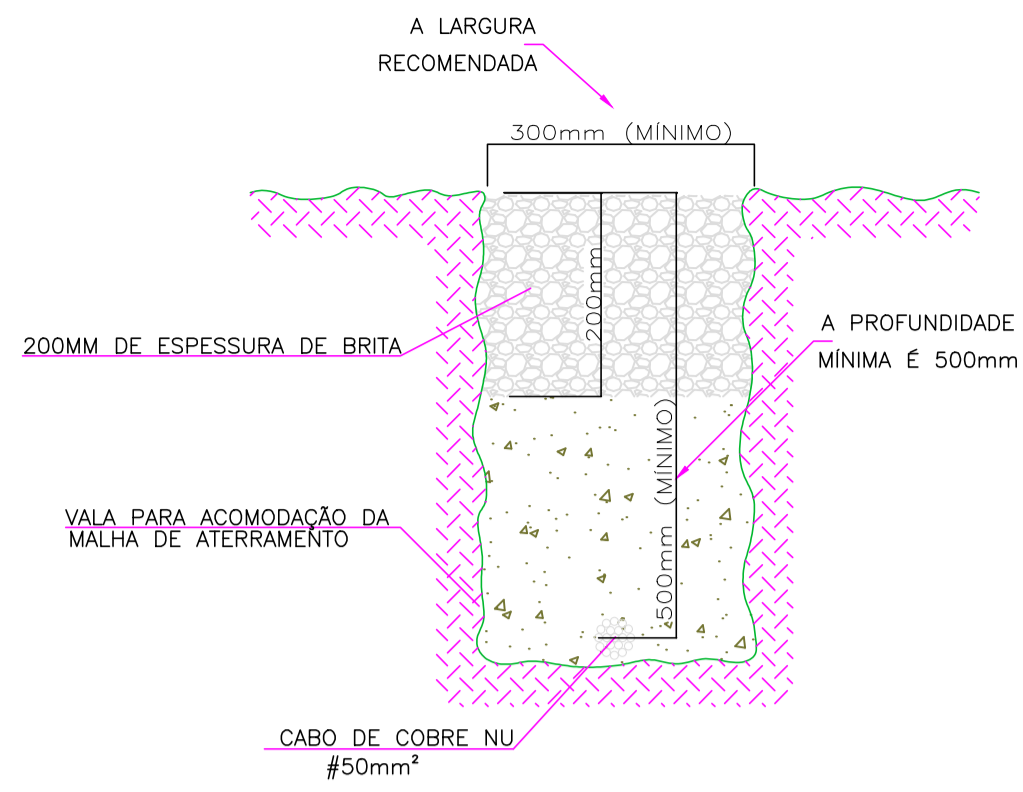 A LARGURA
RECOMENDADA
300mm (MÍNIMO)
200mm
200MM DE ESPESSURA DE BRITA
A PROFUNDIDADE
MÍNIMA É 500mm
500mm (MÍNIMO)
VALA PARA ACOMODAÇÃO DA
MALHA DE ATERRAMENTO
CABO DE COBRE NU
#50mm²